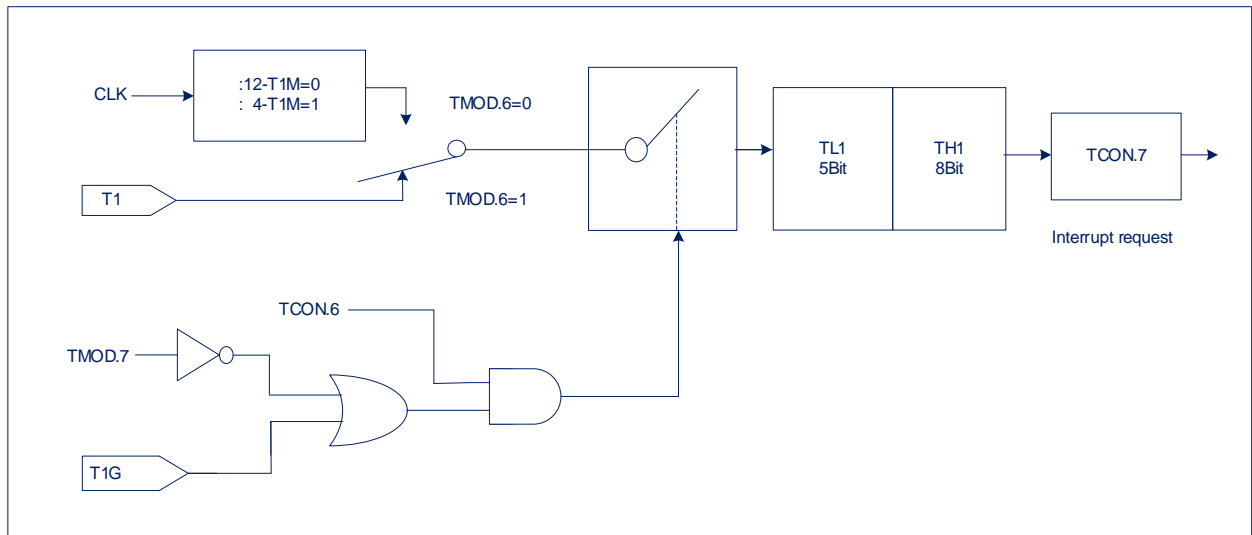 CLK
:12-T1M=0
: 4-T1M=1
TMOD.6=0
T1
TMOD.6=1
TL1
5Bit
TH1
8Bit
TCON.7
Interrupt request
TCON.6
TMOD.7
T1G